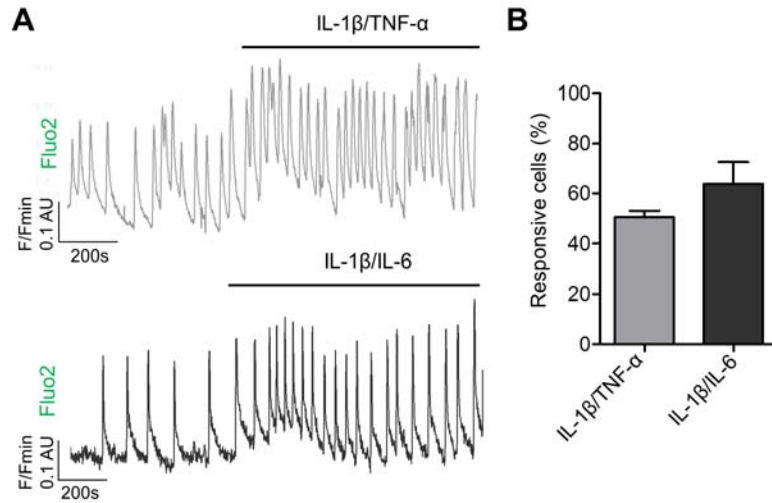 A
IL-1β/TNF-α
Fluo2
F/Fmin
0.1 AU
200s
IL-1β/IL-6
Fluo2
F/Fmin
0.1 AU
200s
B
Responsive cells (%)
100
80
60
40
20
0
IL-1β/TNF-α
IL-1β/IL-6